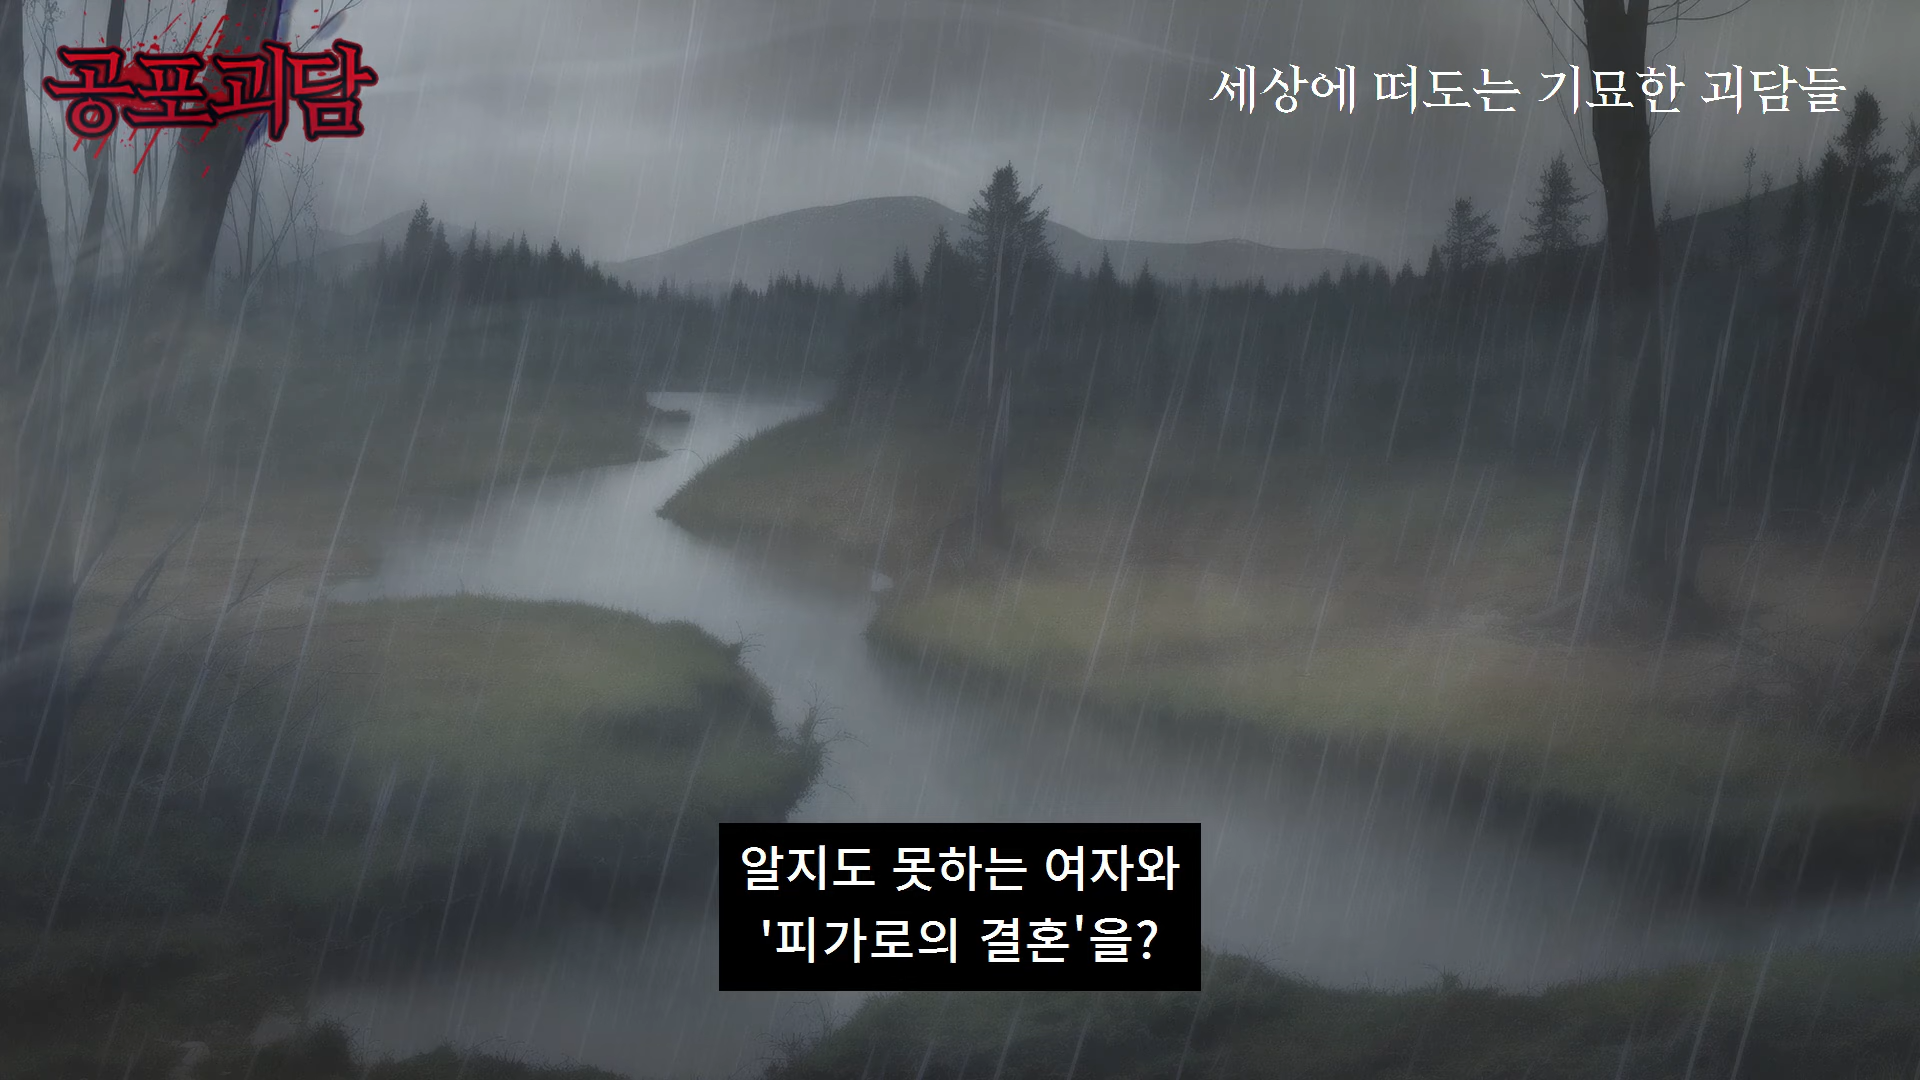 공포괴담
세상에 떠도는 기묘한 괴담들
알지도 못하는 여자와
'피가로의 결혼'을?